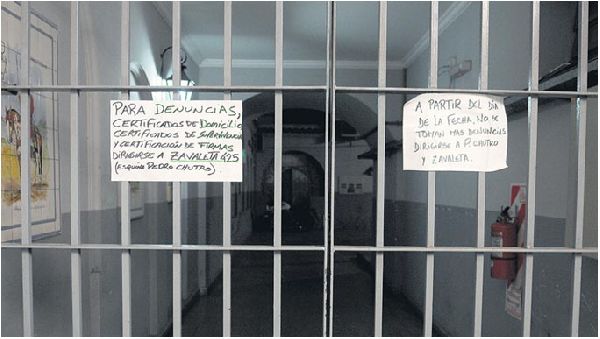 PARA DENUNCIAS,
CERTIFICADOS DE DOMICILIO
CERTIFICADOS DE SUPERVIVENCIA
Y CERTIFICACIÓN DE FIRMAS
DIRIGIRSE A ZAVALETA 425
(ESQUINA PEDRO CHUTRO).
A PARTIR DEL DÍA
DE LA FECHA, NO SE
TOMAN MAS DENUNCIAS
DIRIGIRSE A P. CHUTRO
Y ZAVALETA.